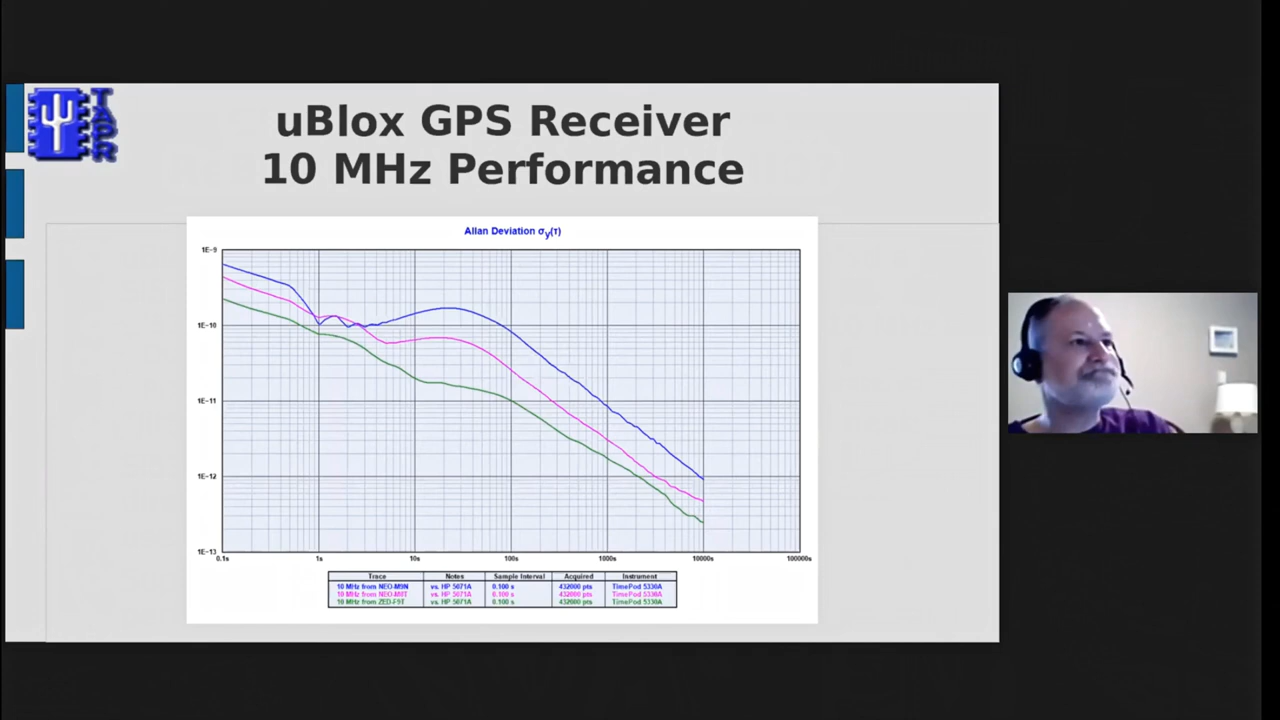 TAPR
uBlox GPS Receiver
10 MHz Performance
Allan Deviation σy(τ)
1E-9
1E-10
1E-11
1E-12
1E-13
0.1s 1s 10s 100s 1000s 10000s 100000s
Trace Notes Sample Interval Acquired Instrument
10 MHz from NEO-M9N vs. HP 5071A 0.100 s 432000 pts TimePod 5330A
10 MHz from NEO-M8T vs. HP 5071A 0.100 s 432000 pts TimePod 5330A
10 MHz from ZED-F9T vs. HP 5071A 0.100 s 432000 pts TimePod 5330A